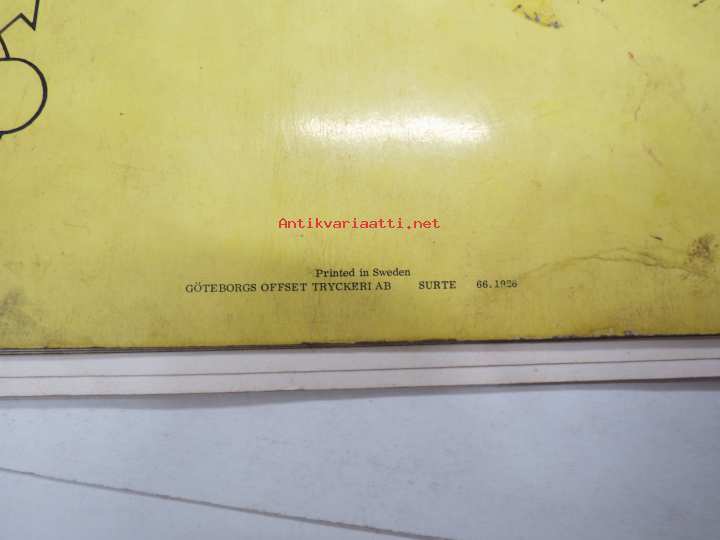 Antikvariaatti.net
Printed in Sweden
GÖTEBORGS OFFSET TRYCKERI AB SURTE 66.1926